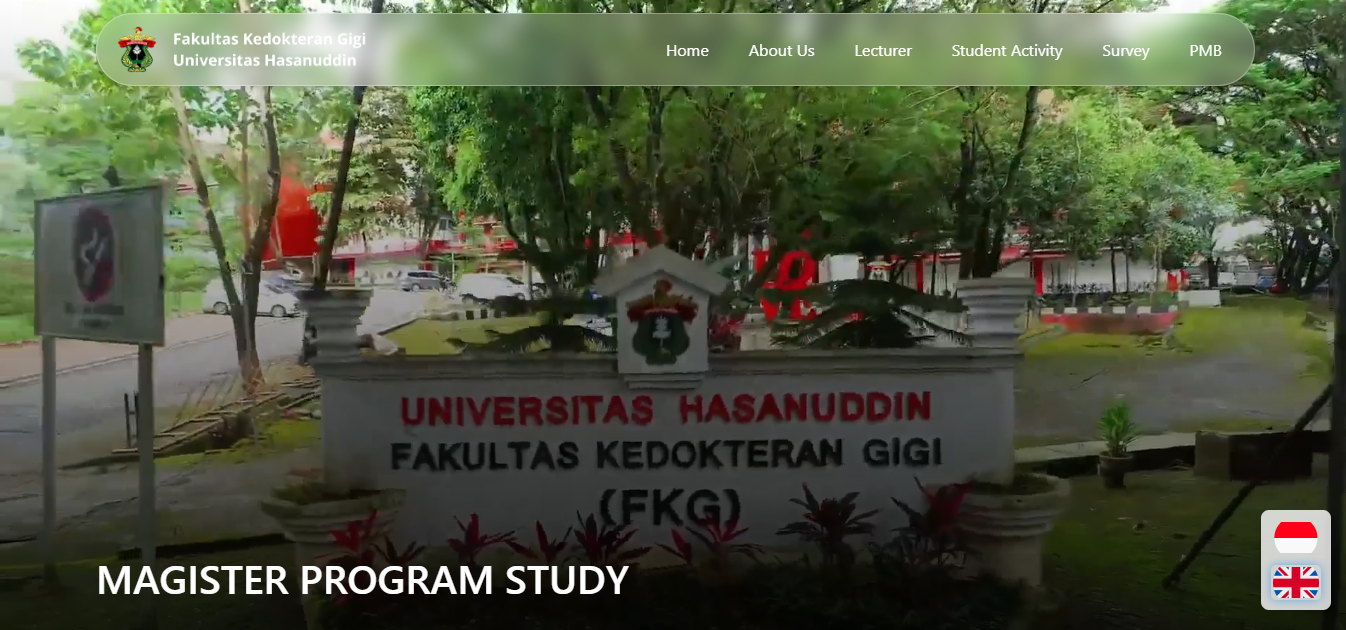 Fakultas Kedokteran Gigi
Universitas Hasanuddin
Home
About Us
Lecturer
Student Activity
Survey
PMB
UNIVERSITAS HASANUDDIN
FAKULTAS KEDOKTERAN GIGI
(FKG)
MAGISTER PROGRAM STUDY